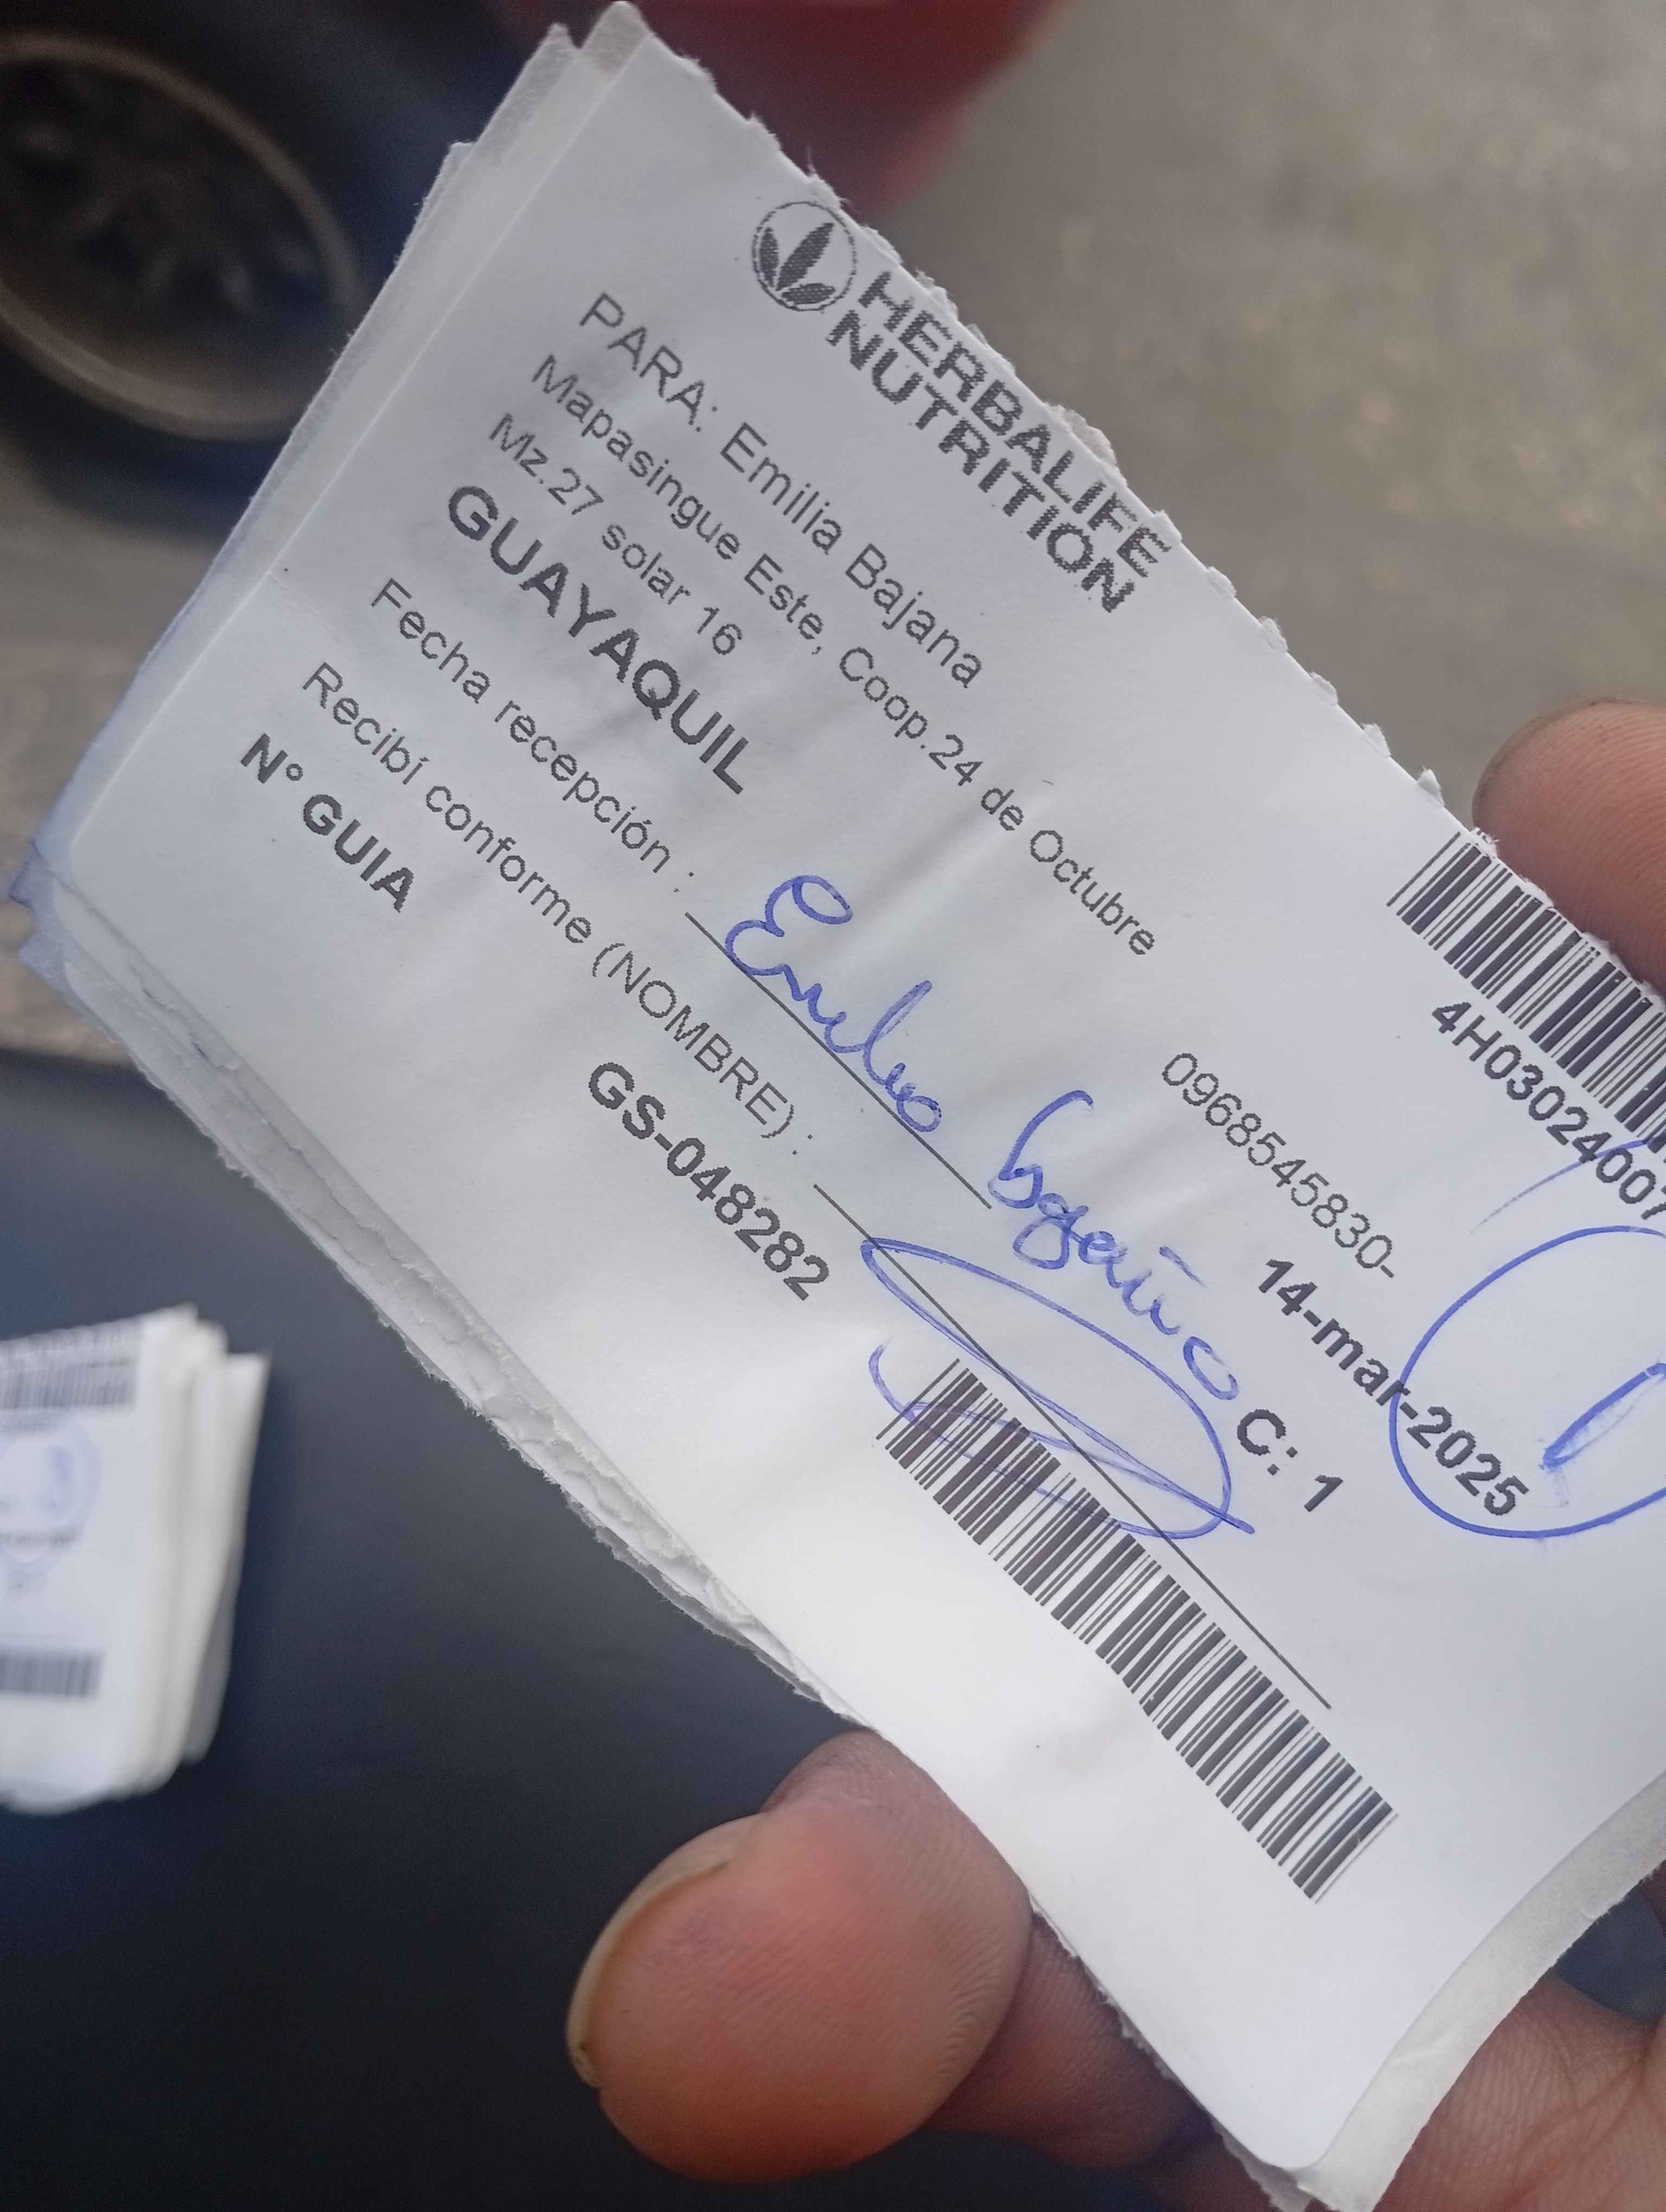 HERBALIFE
NUTRITION
4H03024007
PARA: Emilia Bajana
Mapasingue Este, Coop.24 de Octubre
0968545830-
Mz.27 solar 16
14-mar-2025
GUAYAQUIL
C: 1
Fecha recepción :
Recibí conforme (NOMBRE) :
N° GUIA
GS-048282